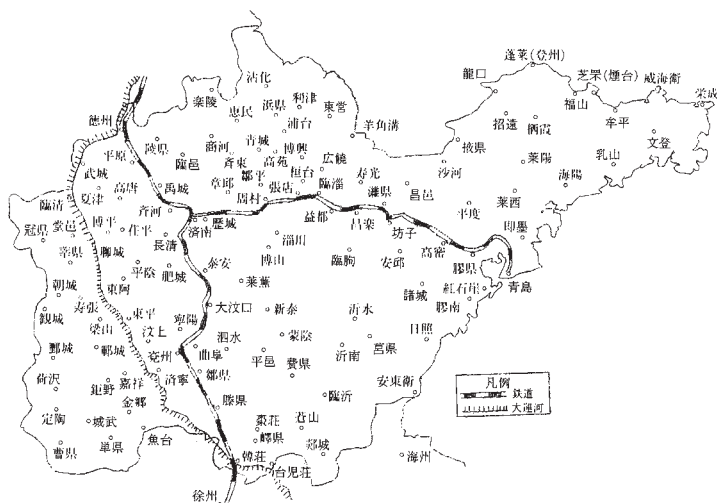 蓬莱(登州)
龍口
芝罘(煙台)
威海衛
栄成
沾化
楽陵
浜県
利津
東営
恵民
蒲台
羊角溝
福山
牟平
招遠
栖霞
文登
徳州
陵県
商河
青城
博興
掖県
乳山
平原
臨邑
斉東
高苑
広饒
沙河
莱陽
海陽
武城
禹城
鄒平
桓台
寿光
章邱
張店
臨淄
濰県
昌邑
夏津
高唐
周村
莱西
臨清
斉河
済南
歴城
益都
昌楽
平度
即墨
冠県
堂邑
博平
茌平
坊子
長清
淄川
高密
膠県
莘県
聊城
博山
臨朐
安邱
青島
平陰
肥城
泰安
紅石崖
朝城
東阿
莱蕪
諸城
膠南
寿張
大汶口
観城
東平
寧陽
新泰
沂水
日照
梁山
汶上
泗水
蒙陰
莒県
鄄城
鄆城
兗州
曲阜
平邑
沂南
費県
荷沢
嘉祥
済寧
鄒県
安東衛
鉅野
臨沂
金郷
滕県
定陶
城武
棗荘
蒼山
魚台
嶧県
単県
郯城
曹県
韓荘
台児荘
海州
徐州
凡例
鉄道
大運河